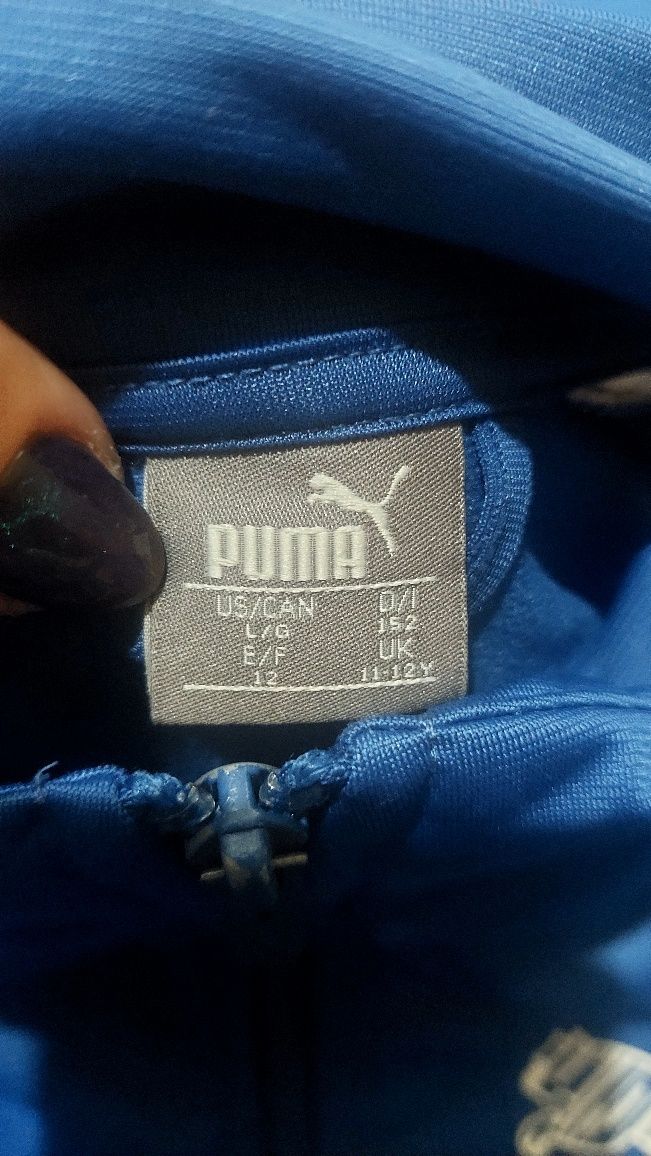 PUMA
US/CAN D/I
L/G 152
E/F UK
12 11-12Y